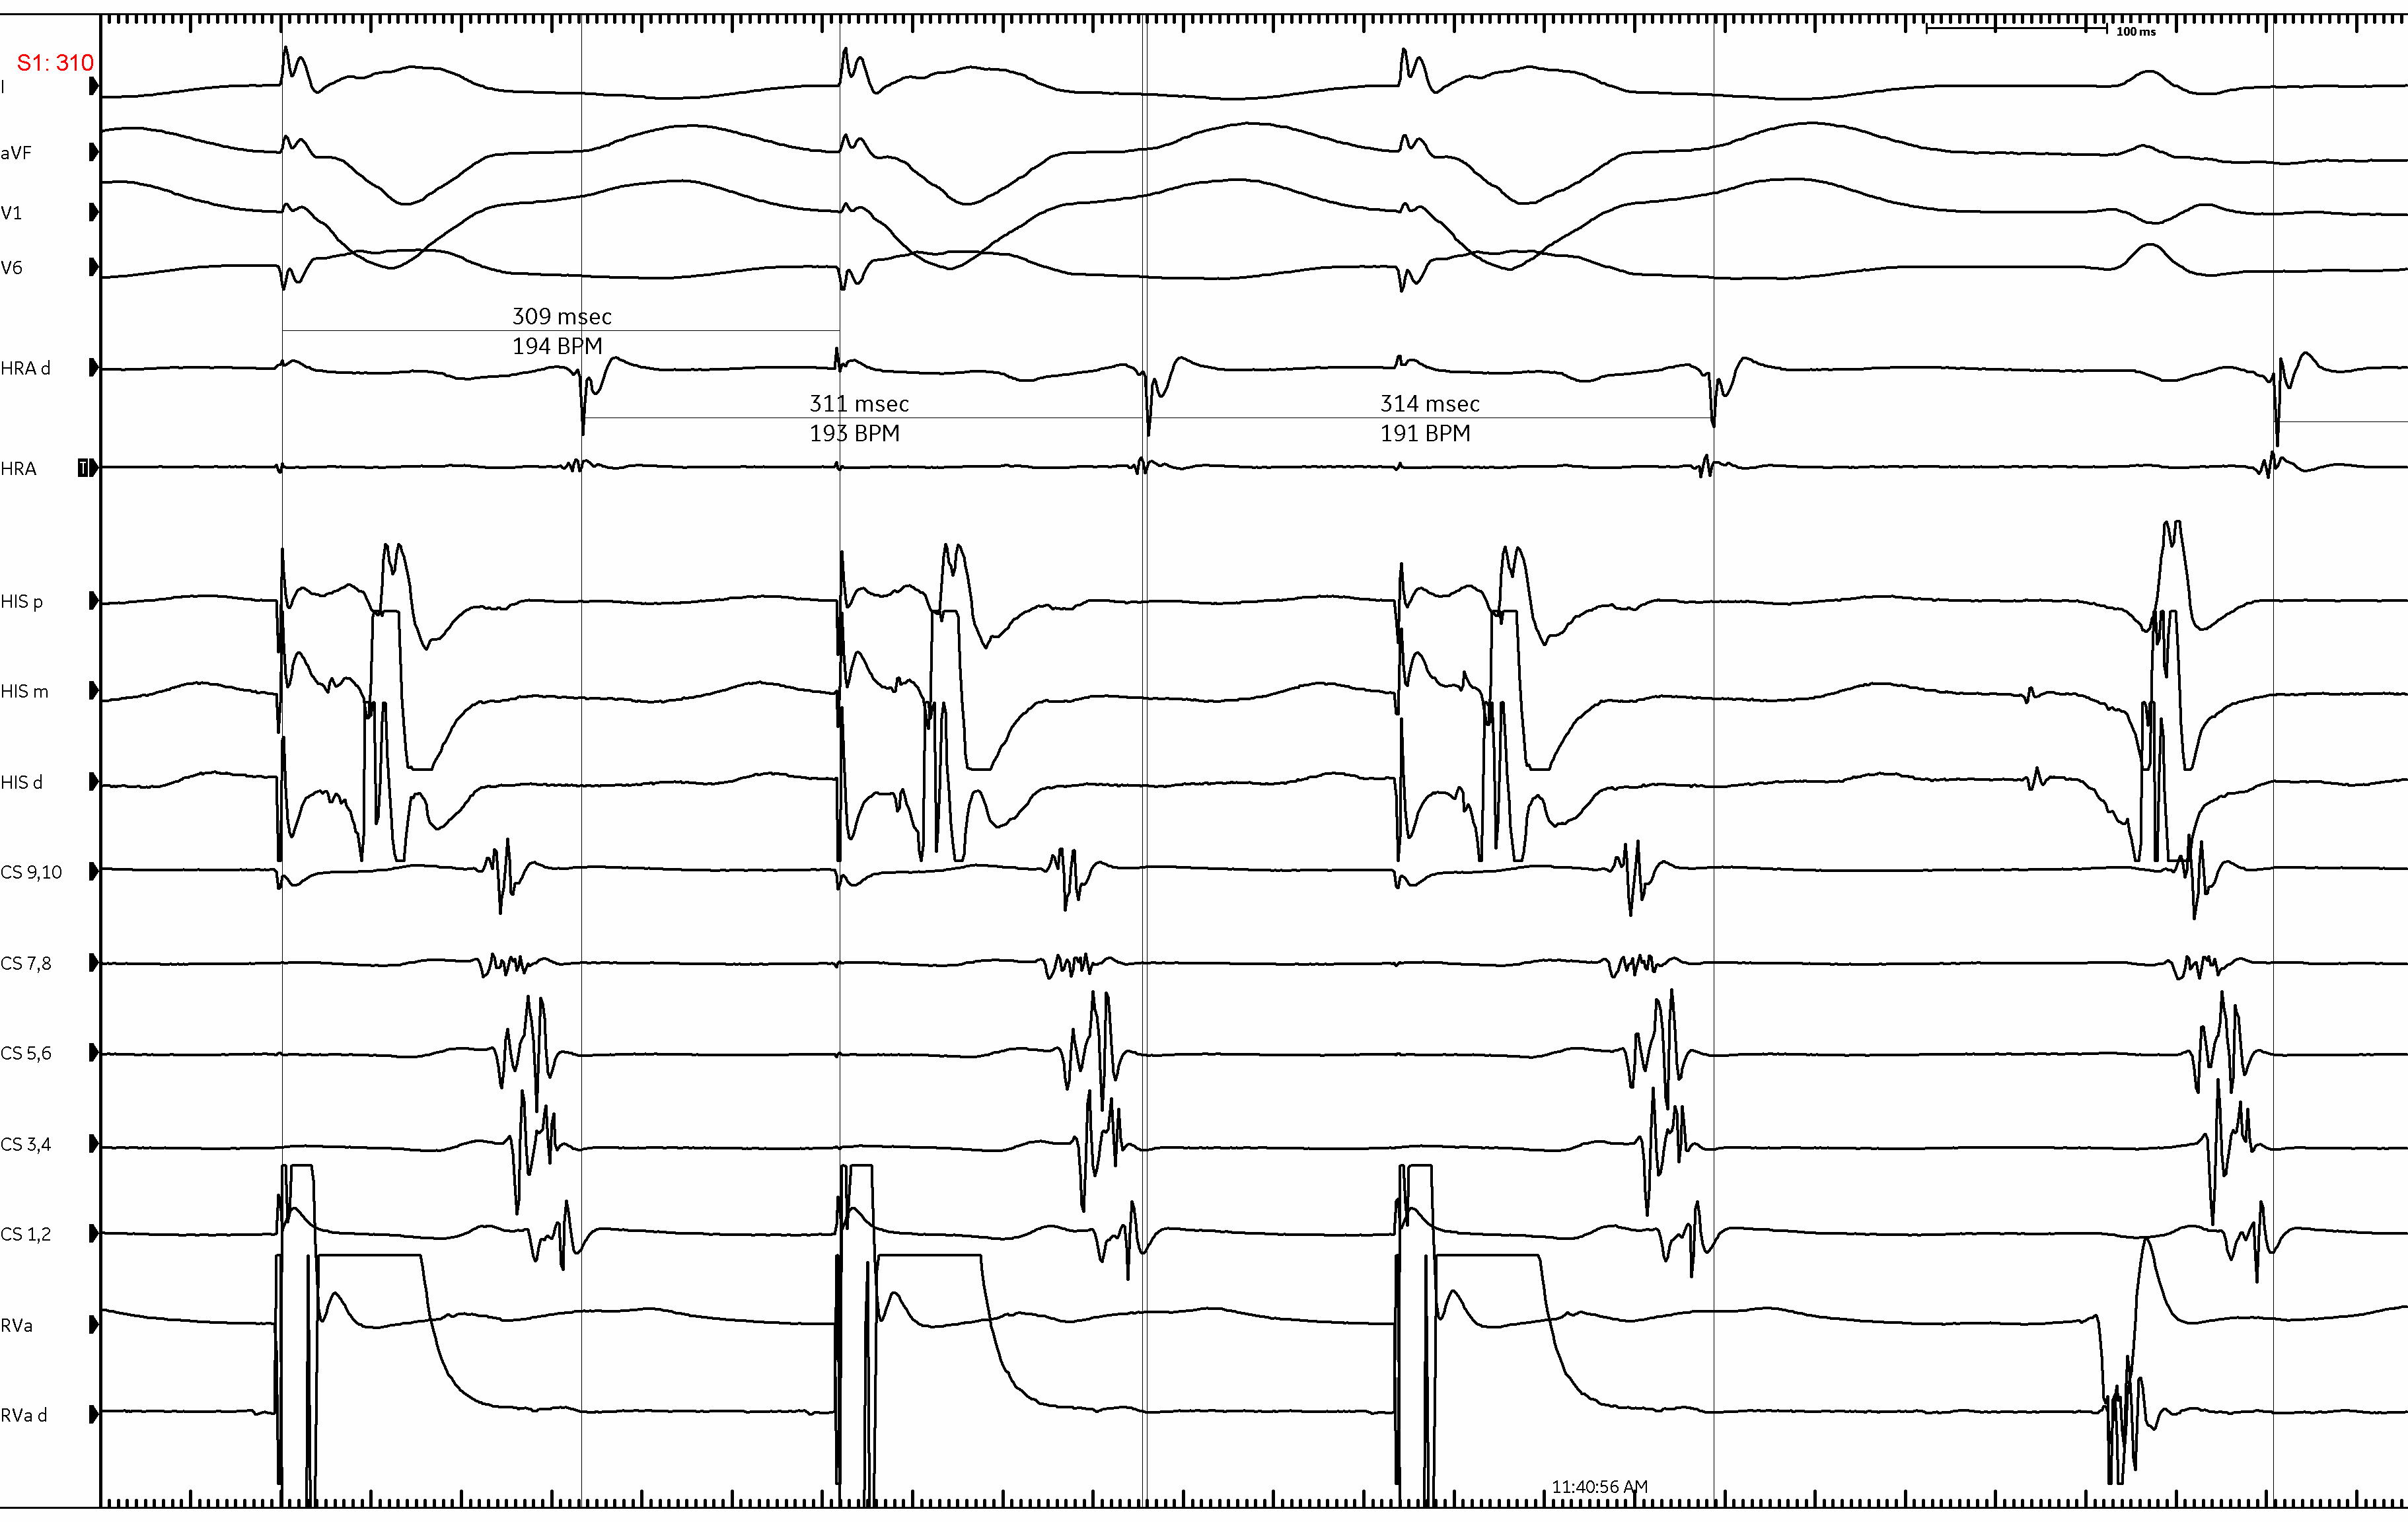 100 ms
S1: 310
I
aVF
V1
V6
309 msec
194 BPM
HRA d
311 msec
193 BPM
314 msec
191 BPM
HRA
T
HIS p
HIS m
HIS d
CS 9,10
CS 7,8
CS 5,6
CS 3,4
CS 1,2
RVa
RVa d
11:40:56 AM